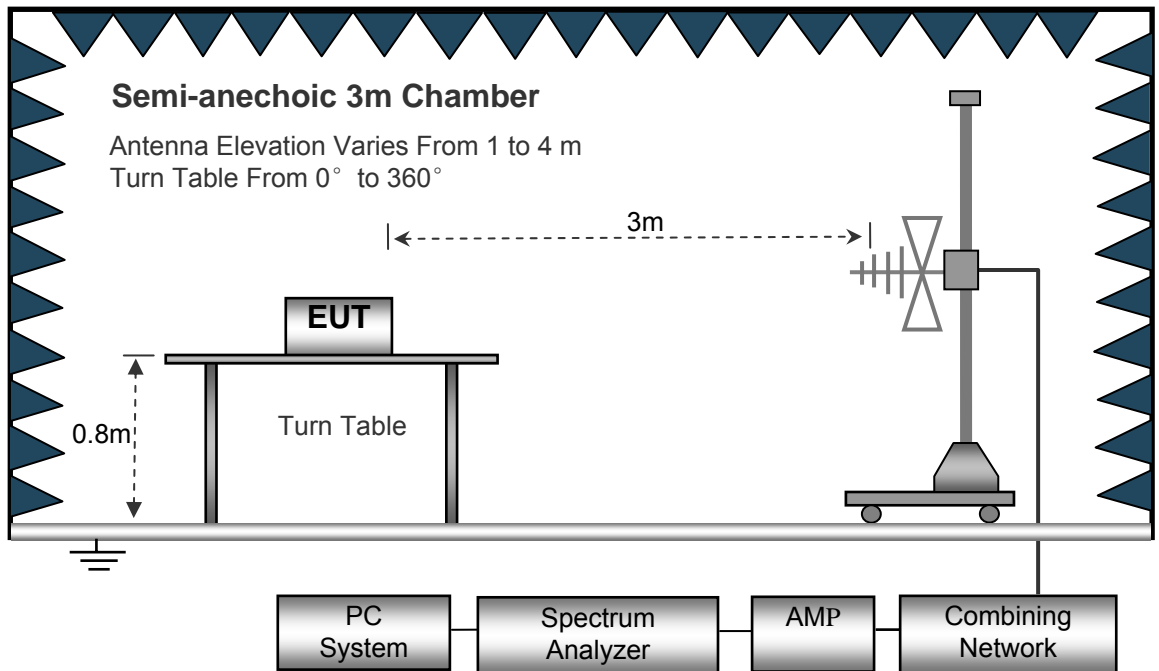 Semi-anechoic 3m Chamber
Antenna Elevation Varies From 1 to 4 m
Turn Table From 0° to 360°
3m
EUT
0.8m
Turn Table
PC
System
Spectrum
Analyzer
AMP
Combining
Network